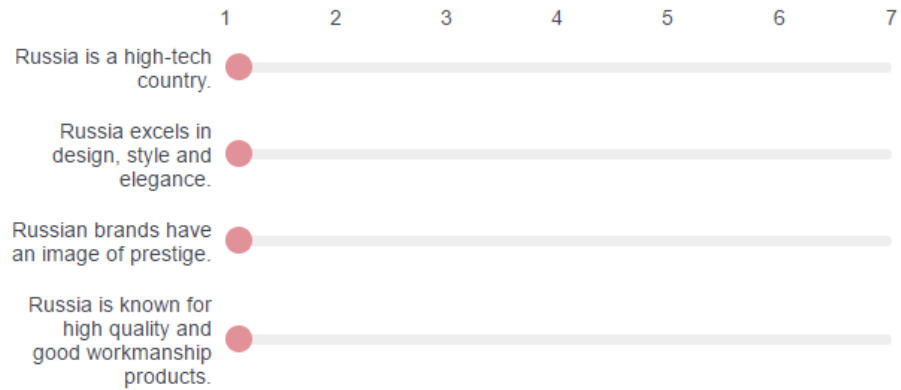 1 2 3 4 5 6 7
Russia is a high-tech
country.
Russia excels in
design, style and
elegance.
Russian brands have
an image of prestige.
Russia is known for
high quality and
good workmanship
products.